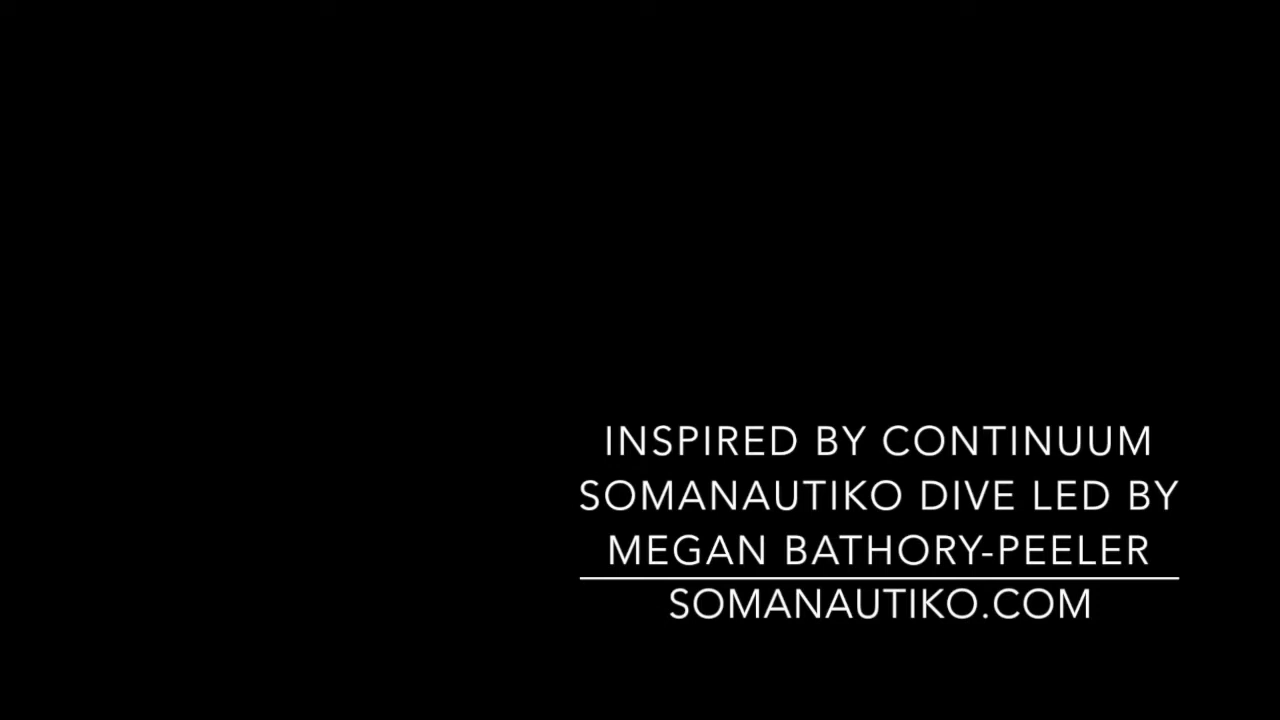 INSPIRED BY CONTINUUM
SOMANAUTIKO DIVE LED BY
MEGAN BATHORY-PEELER
SOMANAUTIKO.COM